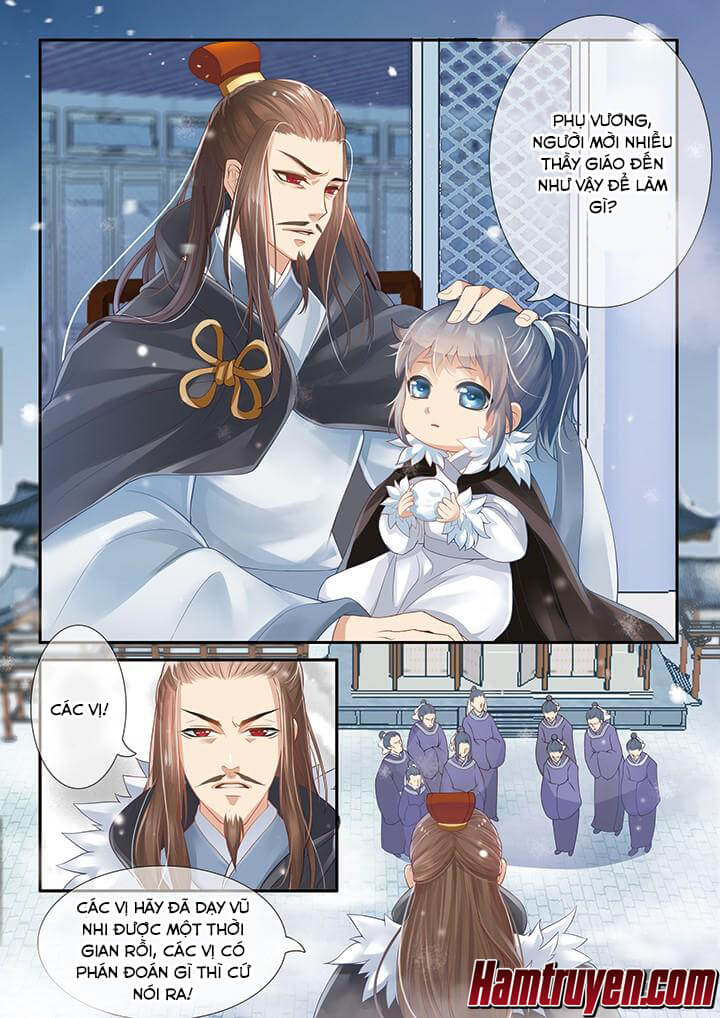 PHỤ VƯƠNG,
NGƯỜI MỜI NHIỀU
THẦY GIÁO ĐẾN
NHƯ VẬY ĐỂ LÀM
GÌ?
CÁC VỊ!
CÁC VỊ HÃY ĐÃ DẠY VŨ
NHI ĐƯỢC MỘT THỜI
GIAN RỒI, CÁC VỊ CÓ
PHÁN ĐOÁN GÌ THÌ CỨ
NÓI RA!
Hamtruyen.com